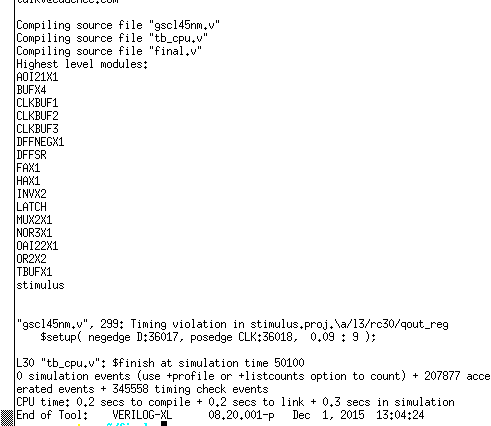 Compiling source file "gscl45nm.v"
Compiling source file "tb_cpu.v"
Compiling source file "final.v"
Highest level modules:
AOI21X1
BUFX4
CLKBUF1
CLKBUF2
CLKBUF3
DFFNEGX1
DFFSR
FAX1
HAX1
INVX2
LATCH
MUX2X1
NOR3X1
OAI22X1
OR2X2
TBUFX1
stimulus
"gscl45nm.v", 299: Timing violation in stimulus.proj.\a/l3/rc30/qout_reg
$setup( negedge D:36017, posedge CLK:36018,  0.09 : 9 );
L30 "tb_cpu.v": $finish at simulation time 50100
0 simulation events (use +profile or +listcounts option to count) + 207877 acce
erated events + 345558 timing check events
CPU time: 0.2 secs to compile + 0.2 secs to link + 0.3 secs in simulation
End of Tool:    VERILOG-XL      08.20.001-p   Dec  1, 2015  13:04:24